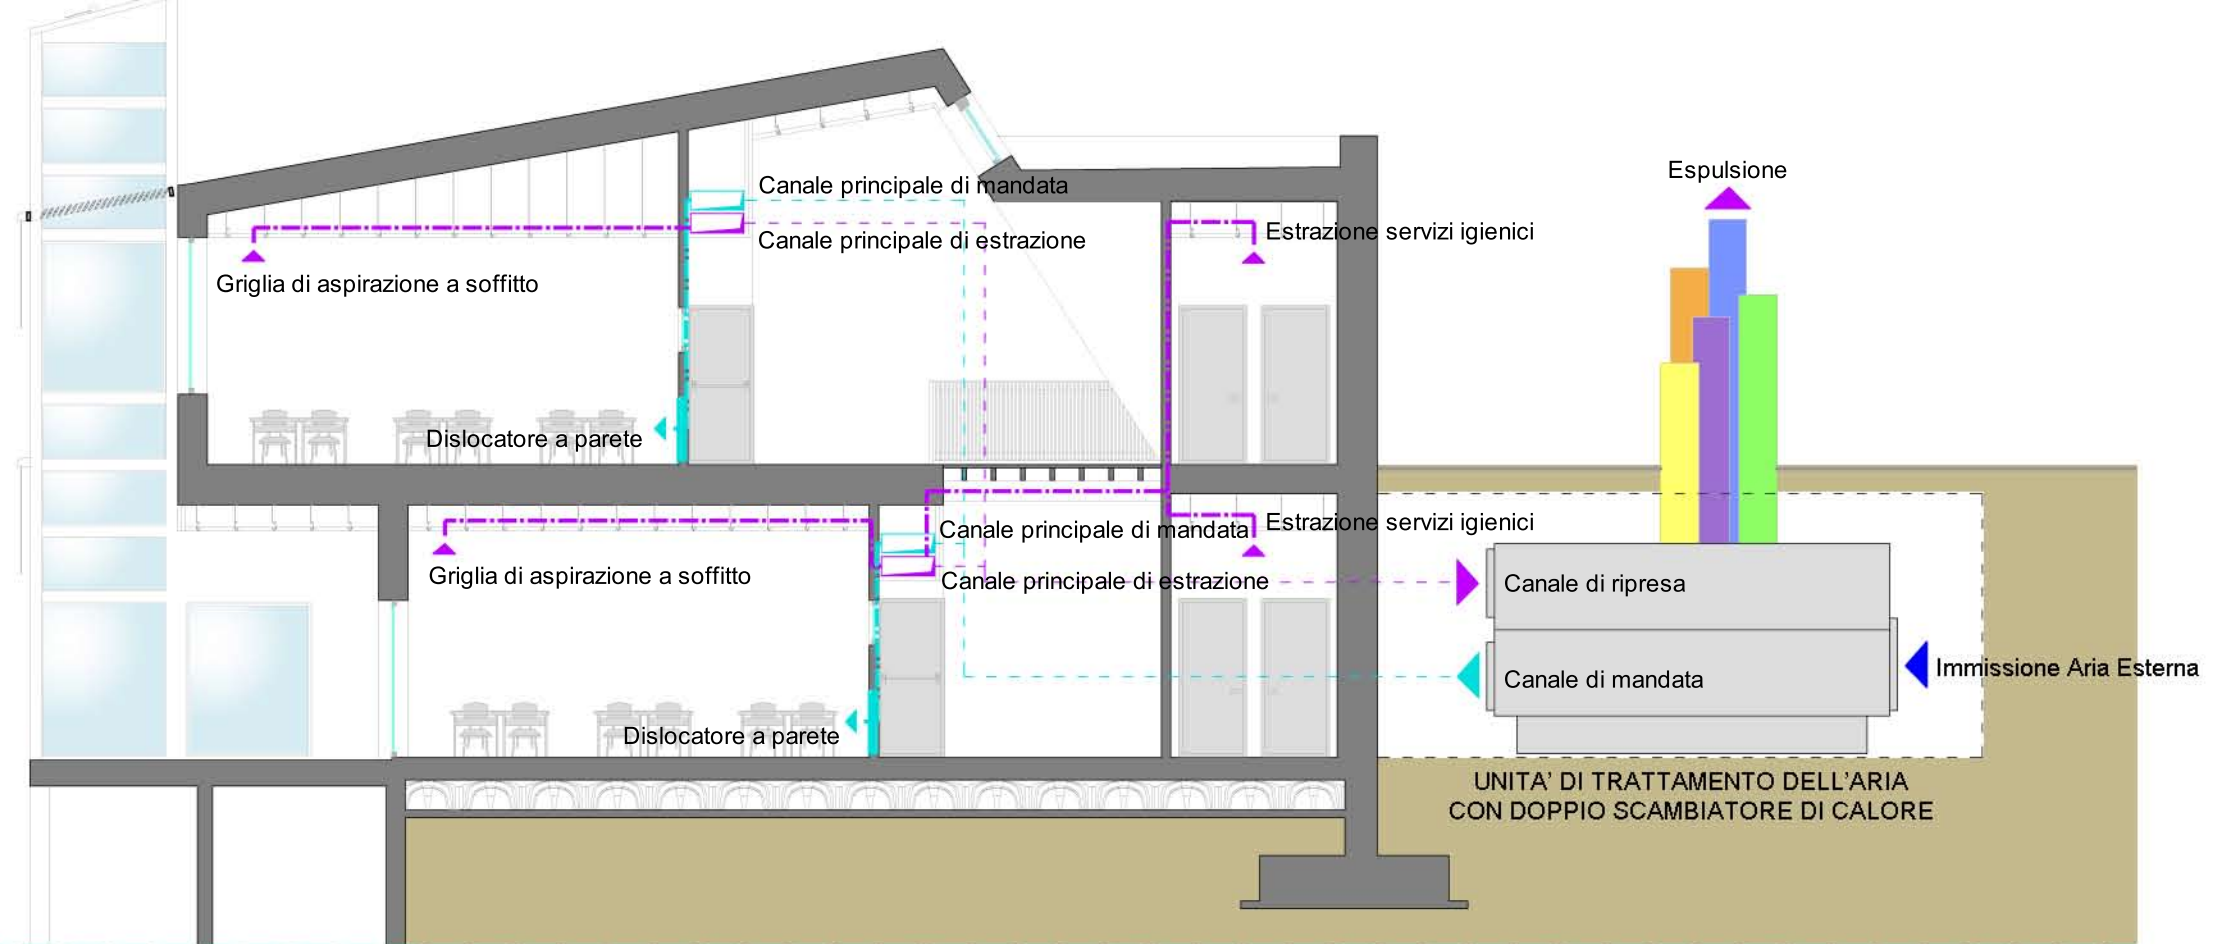 Espulsione
Canale principale di mandata
Canale principale di estrazione
Estrazione servizi igienici
Griglia di aspirazione a soffitto
Dislocatore a parete
Canale principale di mandata
Estrazione servizi igienici
Griglia di aspirazione a soffitto
Canale principale di estrazione
Canale di ripresa
Immissione Aria Esterna
Canale di mandata
Dislocatore a parete
UNITA' DI TRATTAMENTO DELL'ARIA
CON DOPPIO SCAMBIATORE DI CALORE